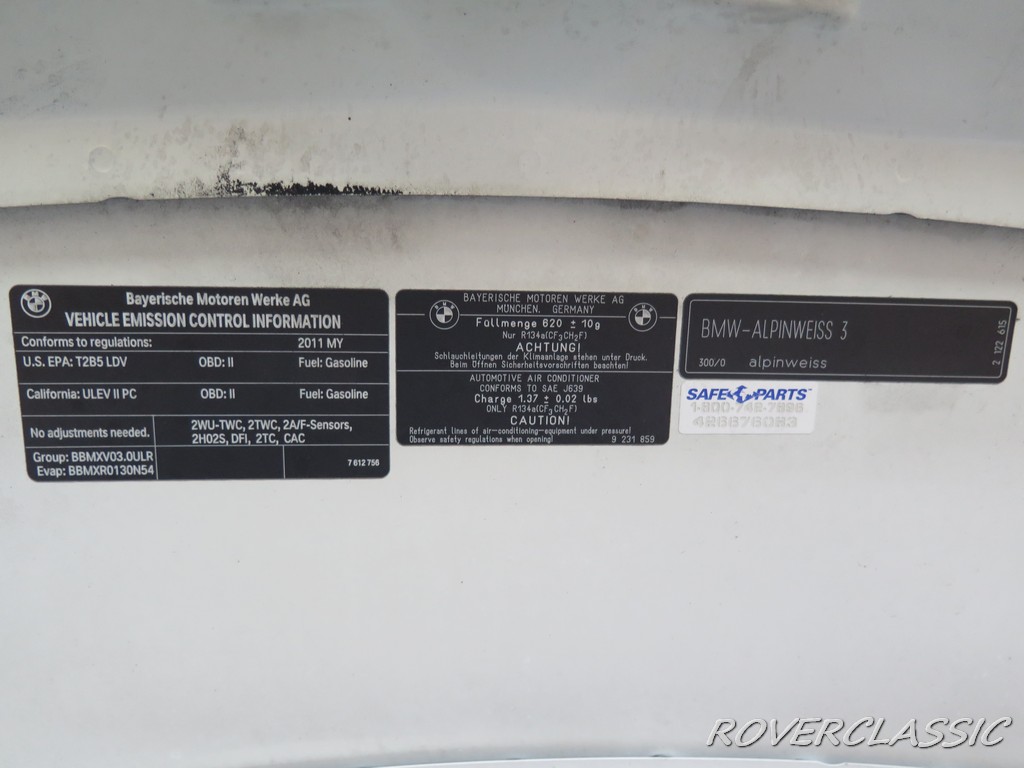 Bayerische Motoren Werke AG
VEHICLE EMISSION CONTROL INFORMATION
Conforms to regulations: 2011 MY
U.S. EPA: T2B5 LDV OBD: II Fuel: Gasoline
California: ULEV II PC OBD: II Fuel: Gasoline
No adjustments needed.
2WU-TWC, 2TWC, 2A/F-Sensors,
2HO2S, DFI, 2TC, CAC
Group: BBMXV03.0ULR
Evap: BBMXR0130N54
7 612 756
BAYERISCHE MOTOREN WERKE AG
MÜNCHEN, GERMANY
Füllmenge 620 ± 10g
Nur R134a(CF3CH2F)
ACHTUNG!
Schlauchleitungen der Klimaanlage stehen unter Druck.
Beim Öffnen Sicherheitsvorschriften beachten!
AUTOMOTIVE AIR CONDITIONER
CONFORMS TO SAE J639
Charge 1.37 ± 0.02 lbs
ONLY R134a(CF3CH2F)
CAUTION!
Refrigerant lines of air-conditioning-equipment under pressure!
Observe safety regulations when opening!
9 231 859
BMW-ALPINWEISS 3
300/0 alpinweiss
2 122 615
SAFE PARTS
ROVERCLASSIC